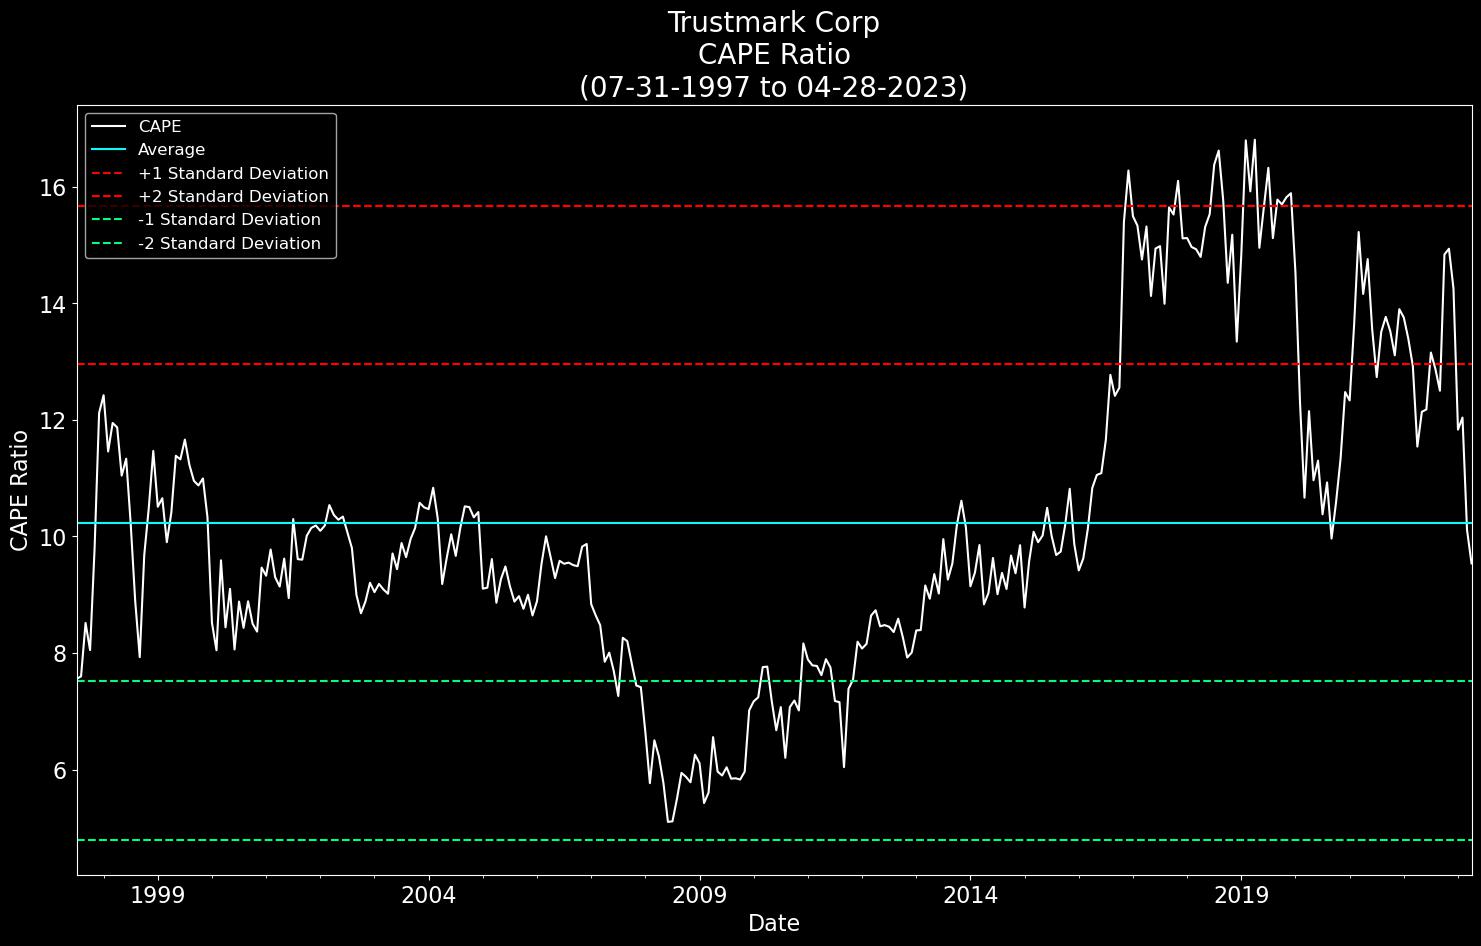 Trustmark Corp
CAPE Ratio
(07-31-1997 to 04-28-2023)
CAPE
Average
+1 Standard Deviation
+2 Standard Deviation
-1 Standard Deviation
-2 Standard Deviation
16
14
12
10
8
6
CAPE Ratio
1999 2004 2009 2014 2019
Date